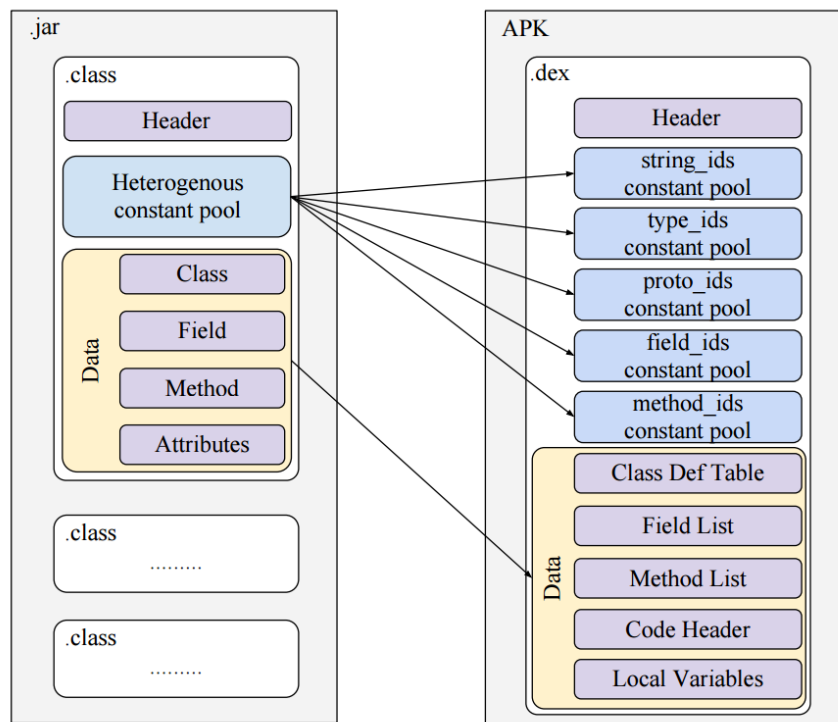 .jar
.class
Header
Heterogenous
constant pool
Data
Class
Field
Method
Attributes
.class
.........
.class
.........
APK
.dex
Header
string_ids
constant pool
type_ids
constant pool
proto_ids
constant pool
field_ids
constant pool
method_ids
constant pool
Data
Class Def Table
Field List
Method List
Code Header
Local Variables